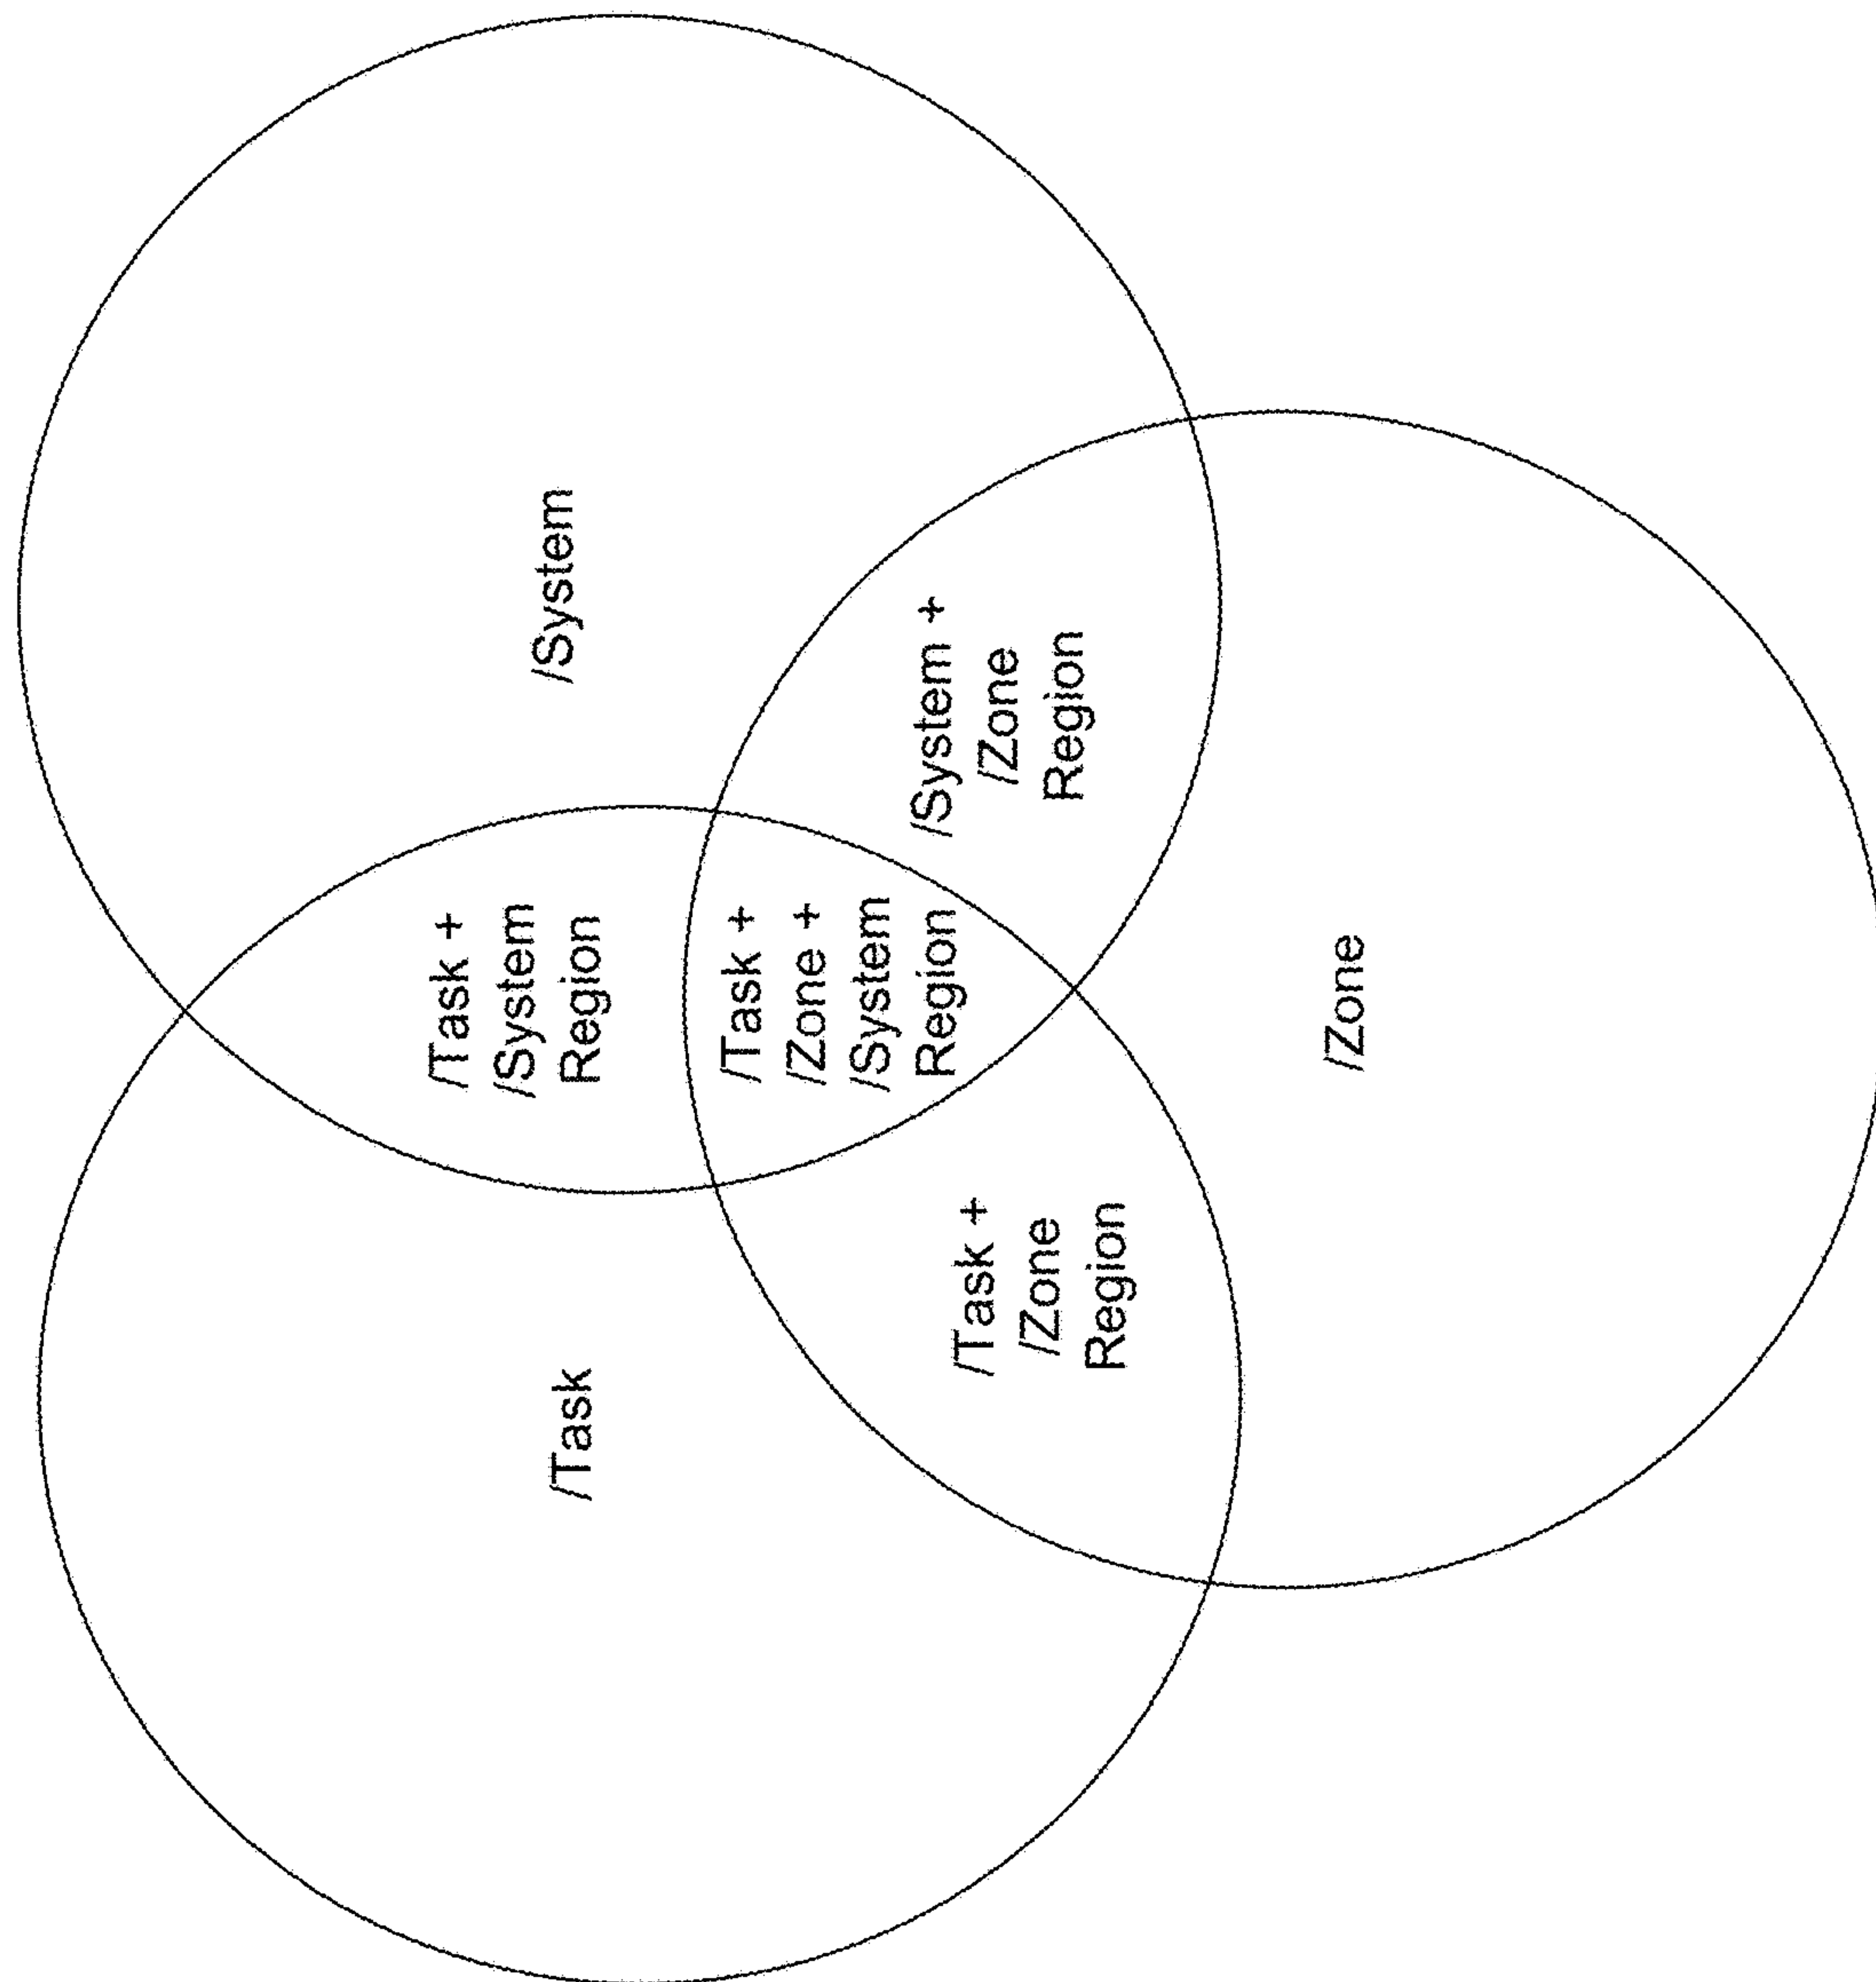 /Task
/System
/Task +
/System
Region
/Task +
/Zone +
/System
Region
/Task +
/Zone
Region
/System +
/Zone
Region
/Zone